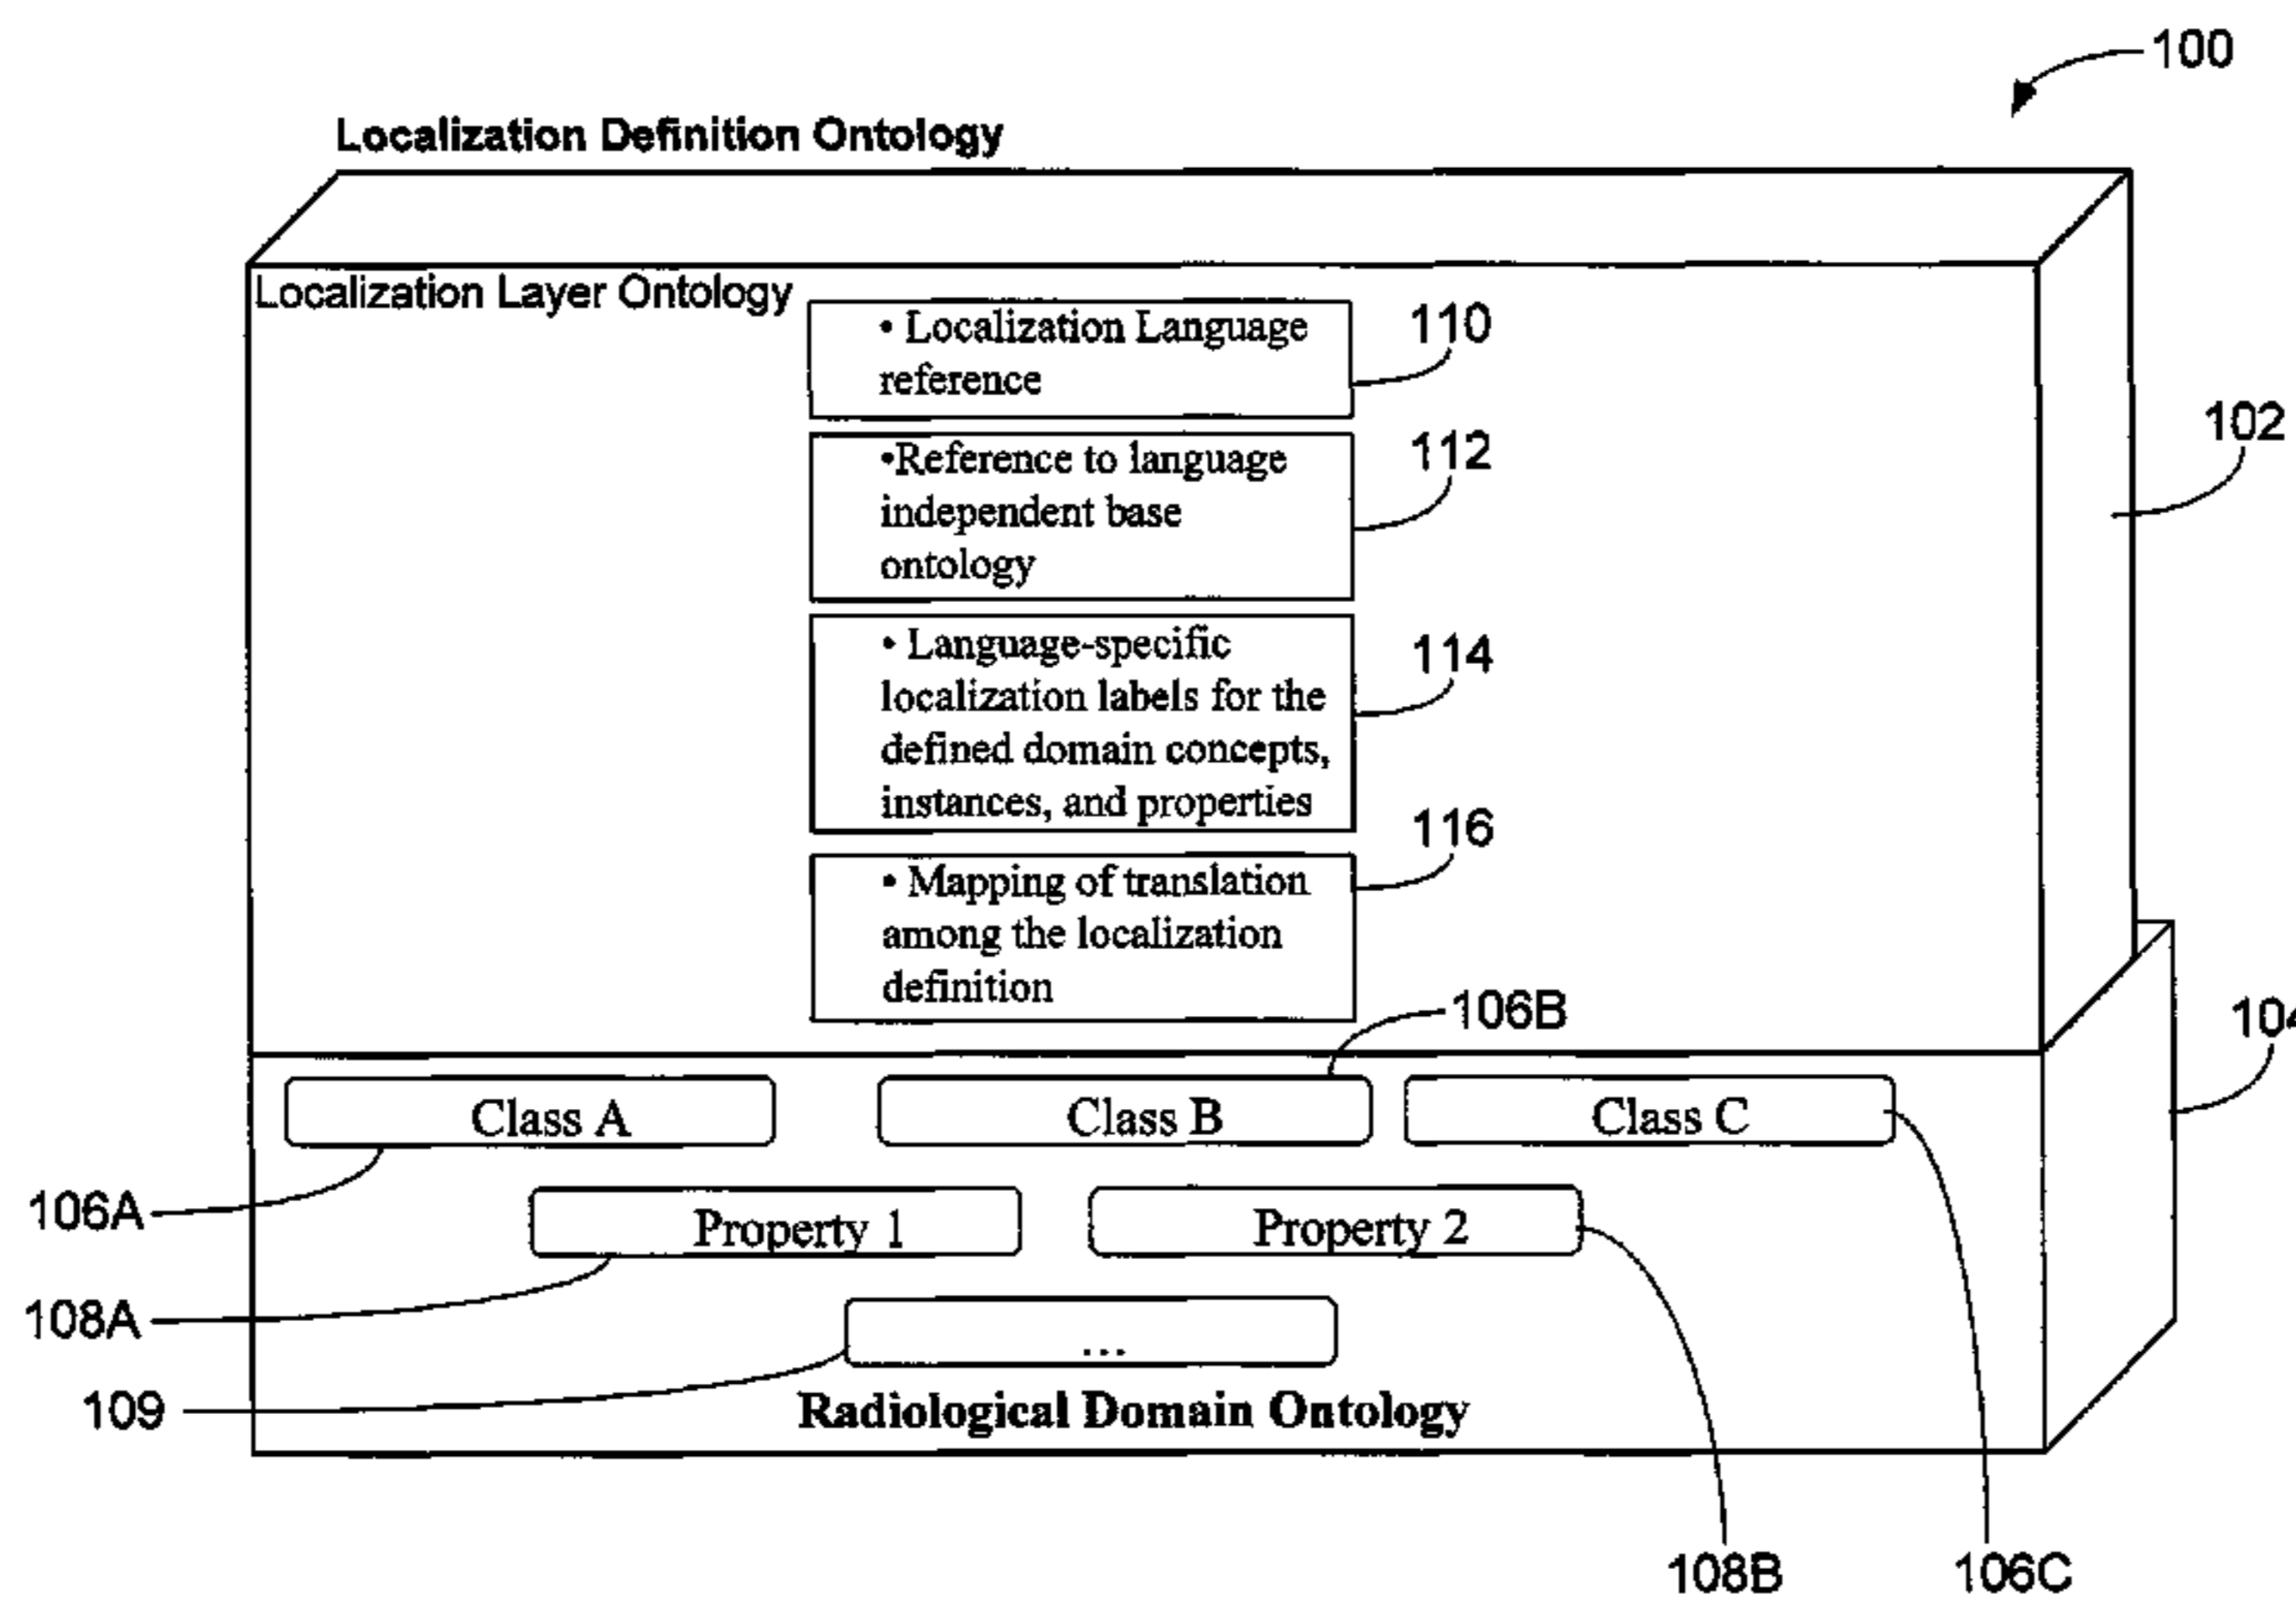 100
Localization Definition Ontology
Localization Layer Ontology
• Localization Language
reference
110
•Reference to language
independent base
ontology
112
102
• Language-specific
localization labels for the
defined domain concepts,
instances, and properties
114
• Mapping of translation
among the localization
definition
116
106B
104
Class A
Class B
Class C
106A
Property 1
Property 2
108A
...
109
Radiological Domain Ontology
108B
106C